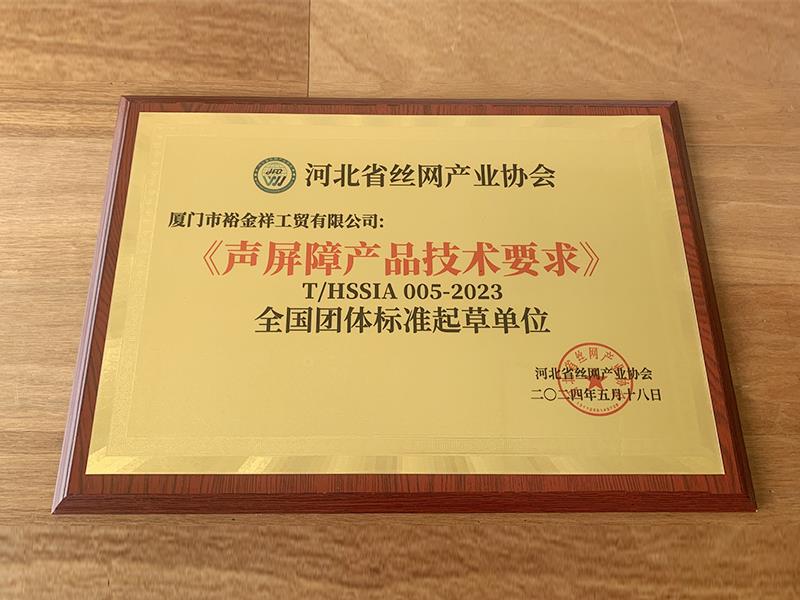 河北省丝网产业协会
厦门市裕金祥工贸有限公司:
《声屏障产品技术要求》
T/HSSIA 005-2023
全国团体标准起草单位
河北省丝网产业协会
二〇二四年五月十八日